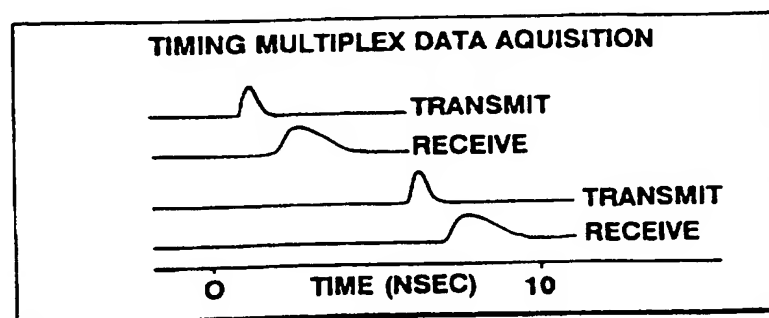 TIMING MULTIPLEX DATA AQUISITION
TRANSMIT
RECEIVE
TRANSMIT
RECEIVE
O TIME (NSEC) 10